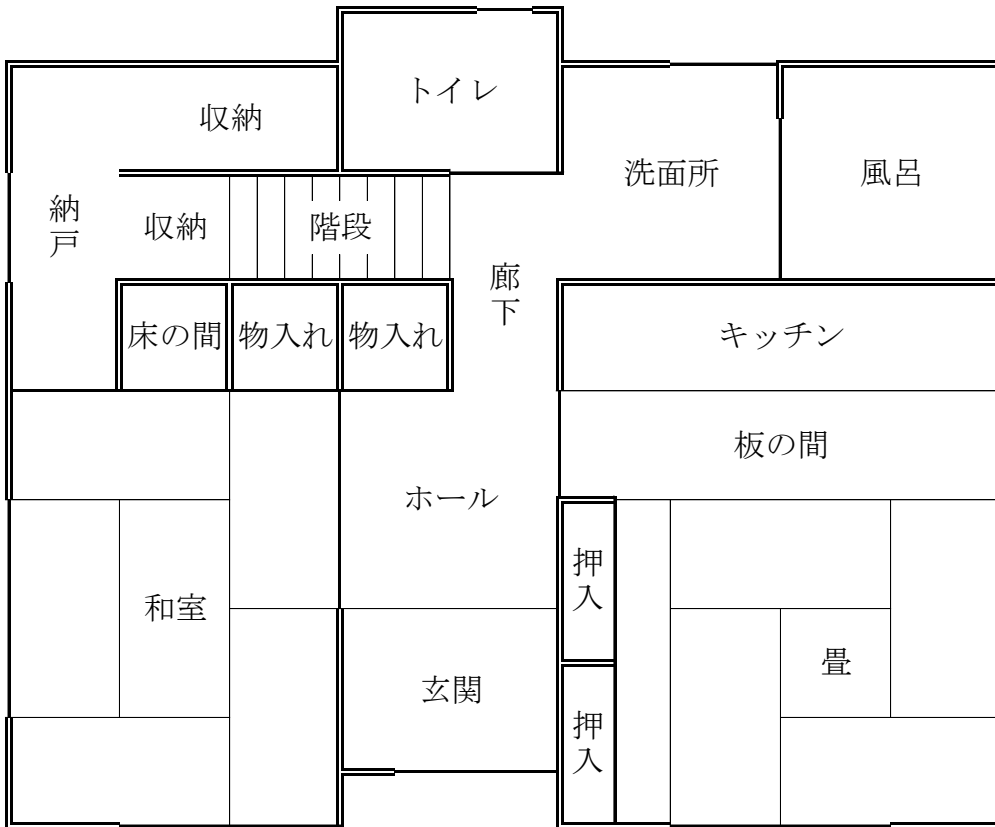 トイレ
収納
洗面所
風呂
納戸
収納
階段
廊下
床の間
物入れ
物入れ
キッチン
板の間
ホール
押入
和室
畳
玄関
押入